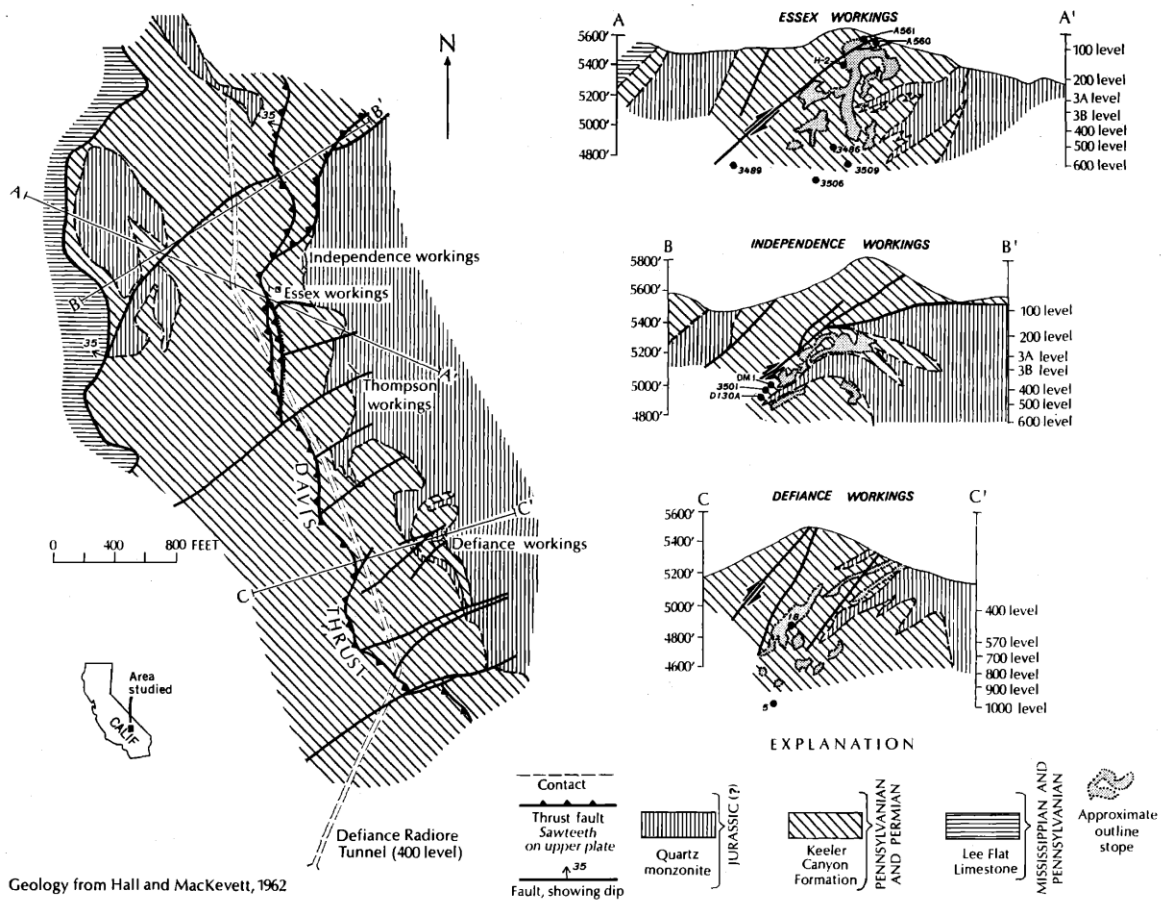 N
35
B'
A
Independence workings
Essex workings
B
35
A'
Thompson
workings
DAVIS
THRUST
0 400 800 FEET
C'
Defiance workings
C
Area
studied
CALIF
Defiance Radiore
Tunnel (400 level)
Geology from Hall and MacKevett, 1962
A ESSEX WORKINGS A'
5600'
5400'
5200'
5000'
4800'
A561
A560
H-2
3486
3489
3509
3506
100 level
200 level
3A level
3B level
400 level
500 level
600 level
B INDEPENDENCE WORKINGS B'
5800'
5600'
5400'
5200'
5000'
4800'
DM1
3501
D130A
100 level
200 level
3A level
3B level
400 level
500 level
600 level
C DEFIANCE WORKINGS C'
5600'
5400'
5200'
5000'
4800'
4600'
18
5
400 level
570 level
700 level
800 level
900 level
1000 level
EXPLANATION
Contact
Thrust fault
Sawteeth
on upper plate
35
Fault, showing dip
Quartz
monzonite
JURASSIC (?)
Keeler
Canyon
Formation
PENNSYLVANIAN
AND PERMIAN
Lee Flat
Limestone
MISSISSIPPIAN AND
PENNSYLVANIAN
Approximate
outline
stope